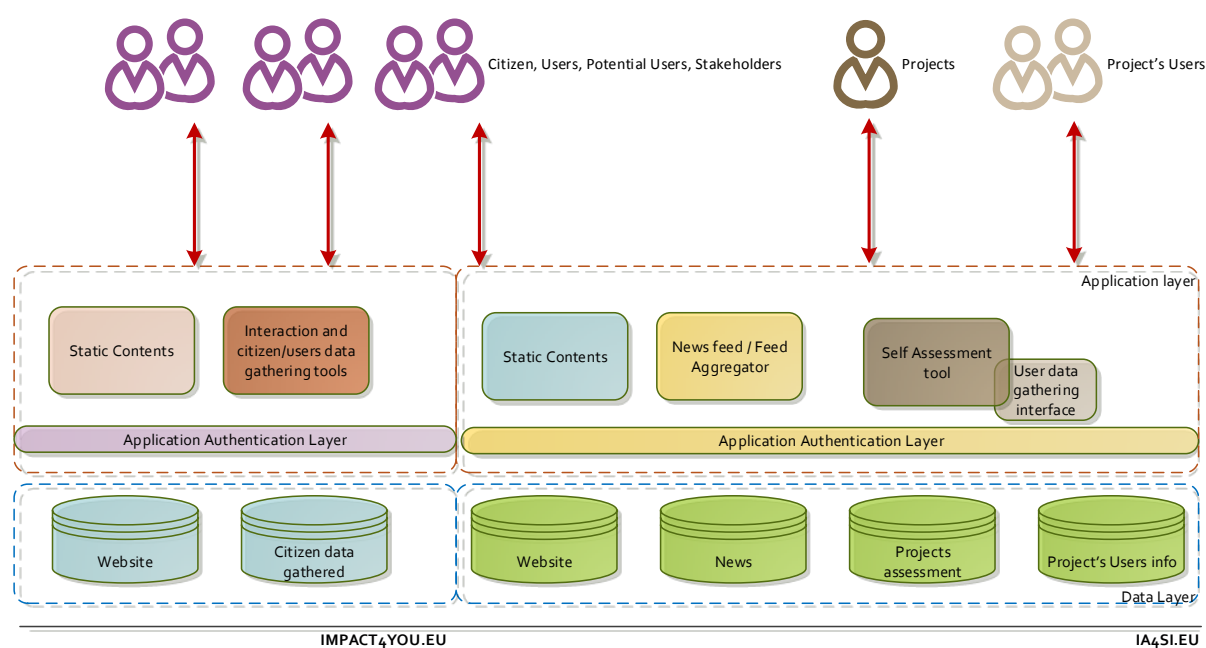 Citizen, Users, Potential Users, Stakeholders
Projects
Project's Users
Application layer
Static Contents
Interaction and
citizen/users data
gathering tools
Static Contents
News feed / Feed
Aggregator
Self Assessment
tool
User data
gathering
interface
Application Authentication Layer
Application Authentication Layer
Website
Citizen data
gathered
Website
News
Projects
assessment
Project's Users info
Data Layer
IMPACT4YOU.EU
IA4SI.EU